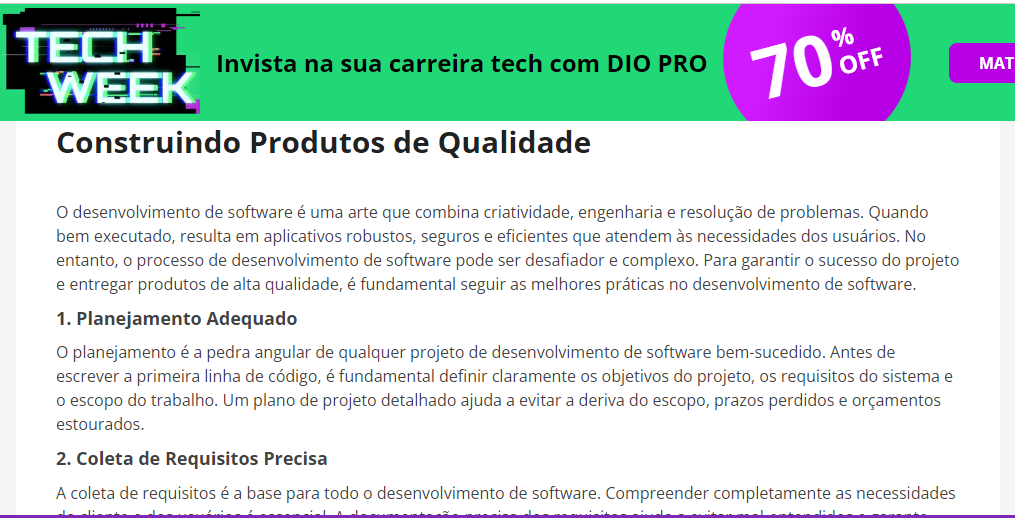 TECH
WEEK
Invista na sua carreira tech com DIO PRO
70% OFF
MAT
Construindo Produtos de Qualidade
O desenvolvimento de software é uma arte que combina criatividade, engenharia e resolução de problemas. Quando
bem executado, resulta em aplicativos robustos, seguros e eficientes que atendem às necessidades dos usuários. No
entanto, o processo de desenvolvimento de software pode ser desafiador e complexo. Para garantir o sucesso do projeto
e entregar produtos de alta qualidade, é fundamental seguir as melhores práticas no desenvolvimento de software.
1. Planejamento Adequado
O planejamento é a pedra angular de qualquer projeto de desenvolvimento de software bem-sucedido. Antes de
escrever a primeira linha de código, é fundamental definir claramente os objetivos do projeto, os requisitos do sistema e
o escopo do trabalho. Um plano de projeto detalhado ajuda a evitar a deriva do escopo, prazos perdidos e orçamentos
estourados.
2. Coleta de Requisitos Precisa
A coleta de requisitos é a base para todo o desenvolvimento de software. Compreender completamente as necessidades